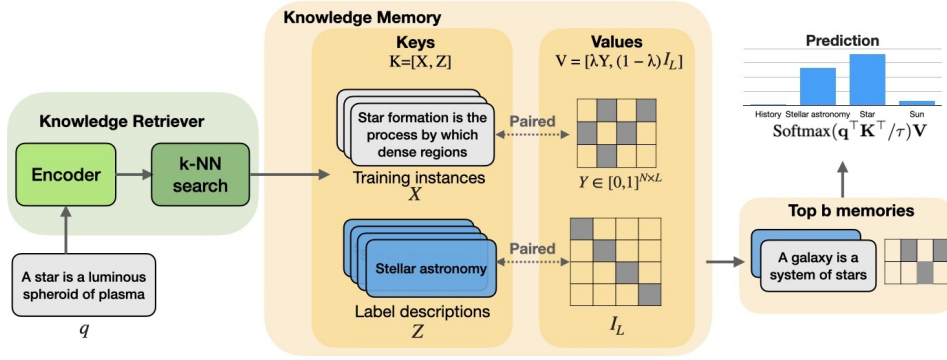 Knowledge Memory
Keys
K=[X, Z]
Values
V = [λY, (1 − λ)I_L]
Prediction
History
Stellar astronomy
Star
Sun
Softmax(q⊤K⊤/τ)V
Knowledge Retriever
Encoder
k-NN
search
Star formation is the
process by which
dense regions
Training instances
X
Paired
Y ∈ [0,1]^{N×L}
Stellar astronomy
Label descriptions
Z
Paired
I_L
Top b memories
A galaxy is a
system of stars
A star is a luminous
spheroid of plasma
q